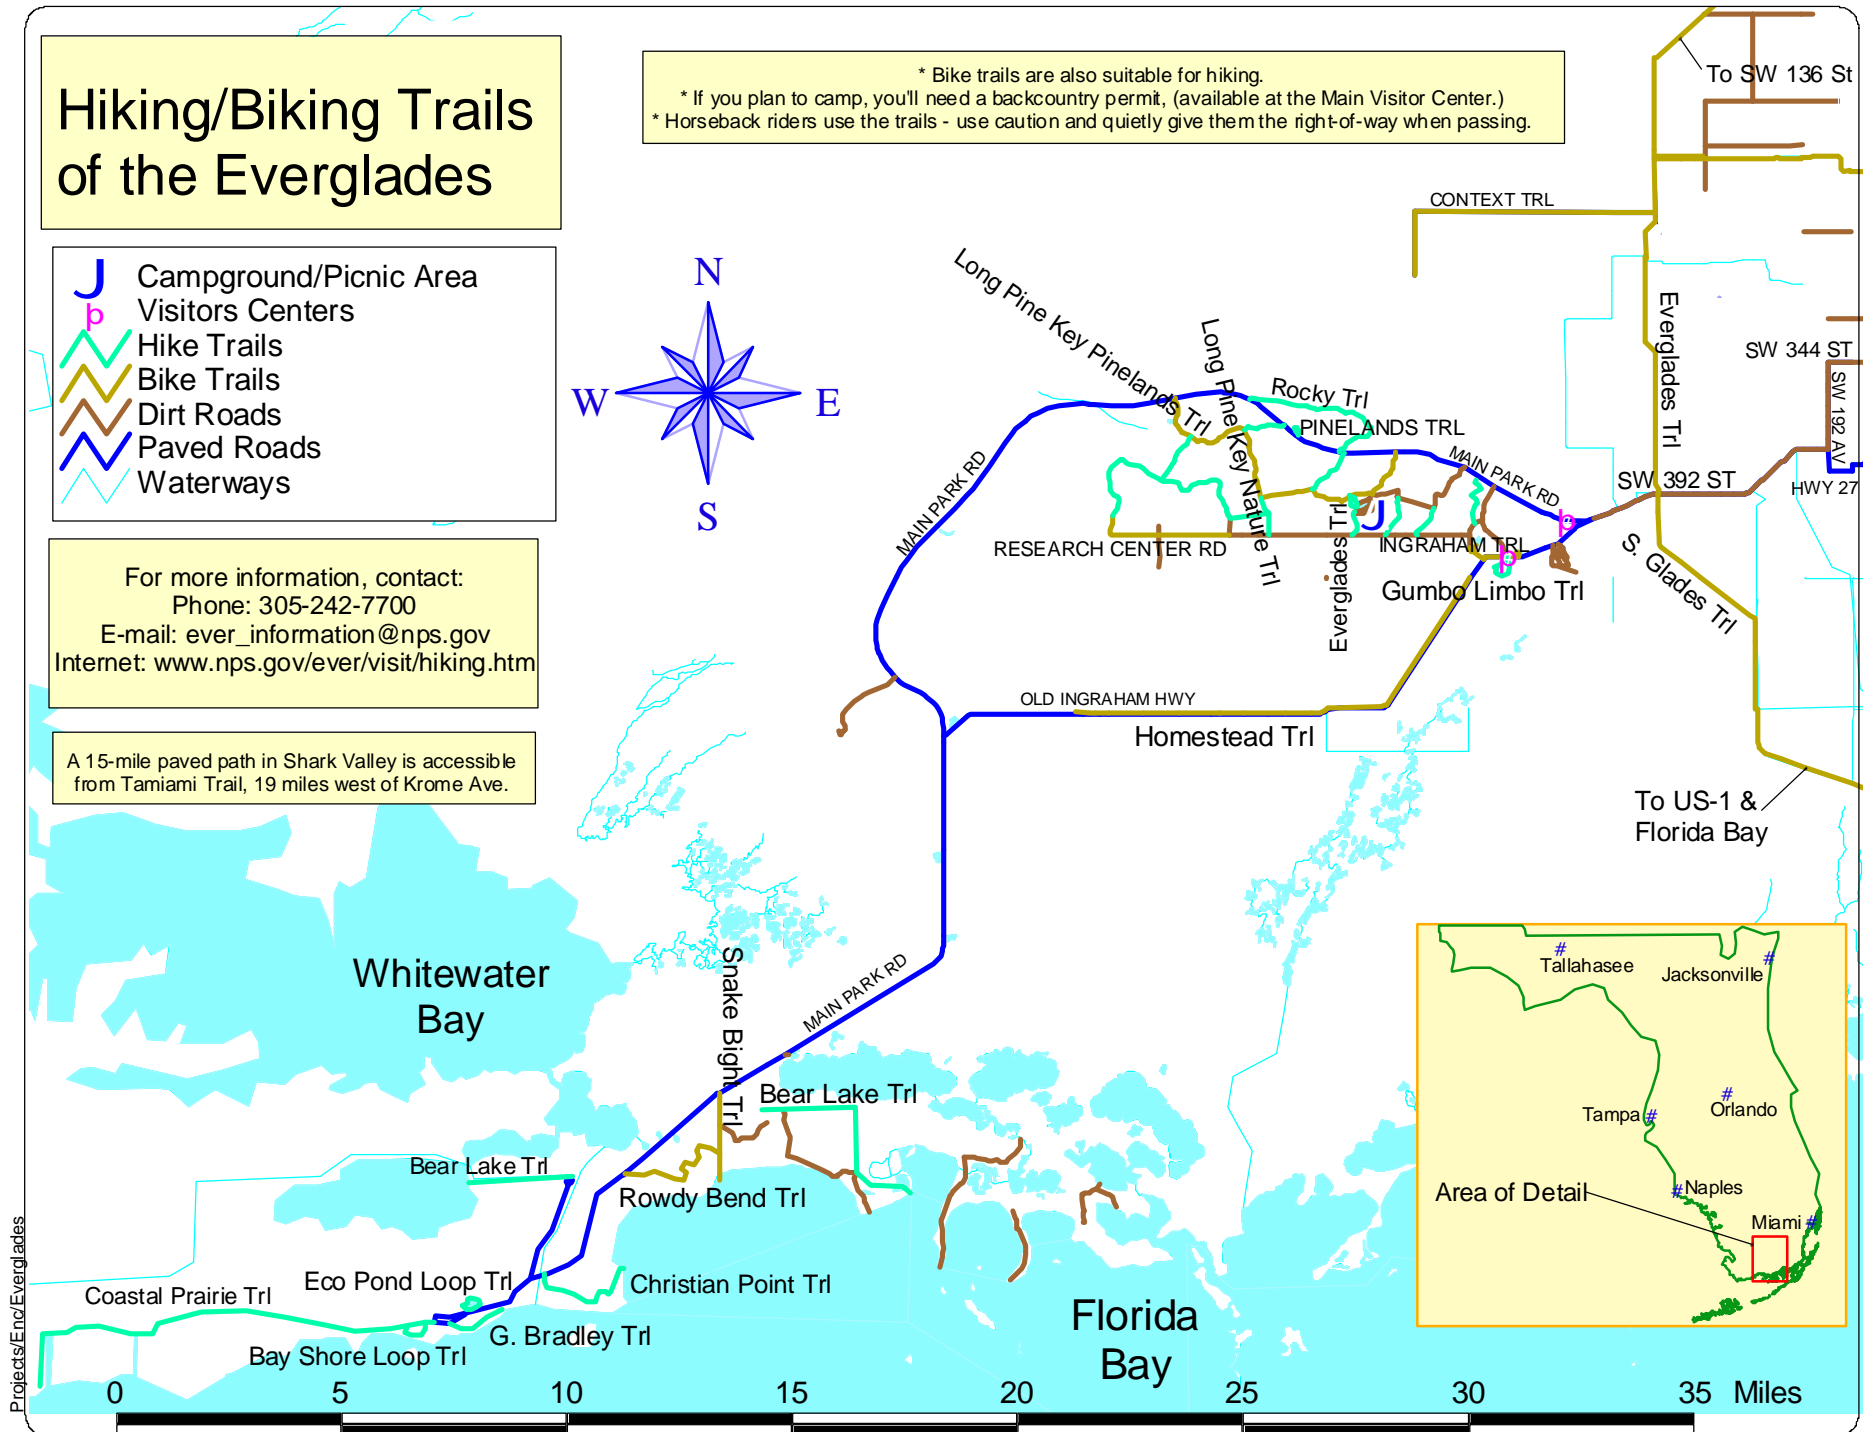 Hiking/Biking Trails
of the Everglades
* Bike trails are also suitable for hiking.
* If you plan to camp, you'll need a backcountry permit, (available at the Main Visitor Center.)
* Horseback riders use the trails - use caution and quietly give them the right-of-way when passing.
To SW 136 St
J Campground/Picnic Area
þ Visitors Centers
Hike Trails
Bike Trails
Dirt Roads
Paved Roads
Waterways
N
W
E
S
CONTEXT TRL
Long Pine Key Pinelands Trl
Long Pine Key Nature Trl
Rocky Trl
PINELANDS TRL
MAIN PARK RD
MAIN PARK RD
Everglades Trl
SW 344 ST
SW 192 AV
SW 392 ST
HWY 27
J
þ
þ
RESEARCH CENTER RD
Everglades Trl
INGRAHAM TRL
Gumbo Limbo Trl
S. Glades Trl
For more information, contact:
Phone: 305-242-7700
E-mail: ever_information@nps.gov
Internet: www.nps.gov/ever/visit/hiking.htm
OLD INGRAHAM HWY
Homestead Trl
A 15-mile paved path in Shark Valley is accessible
from Tamiami Trail, 19 miles west of Krome Ave.
To US-1 &
Florida Bay
Whitewater
Bay
Snake Bight Trl
MAIN PARK RD
Bear Lake Trl
Bear Lake Trl
Rowdy Bend Trl
Eco Pond Loop Trl
Christian Point Trl
Coastal Prairie Trl
G. Bradley Trl
Bay Shore Loop Trl
Florida
Bay
#
Tallahasee
Jacksonville
#
#
Orlando
Tampa #
# Naples
Area of Detail
Miami #
Projects/Enc/Everglades
0 5 10 15 20 25 30 35 Miles